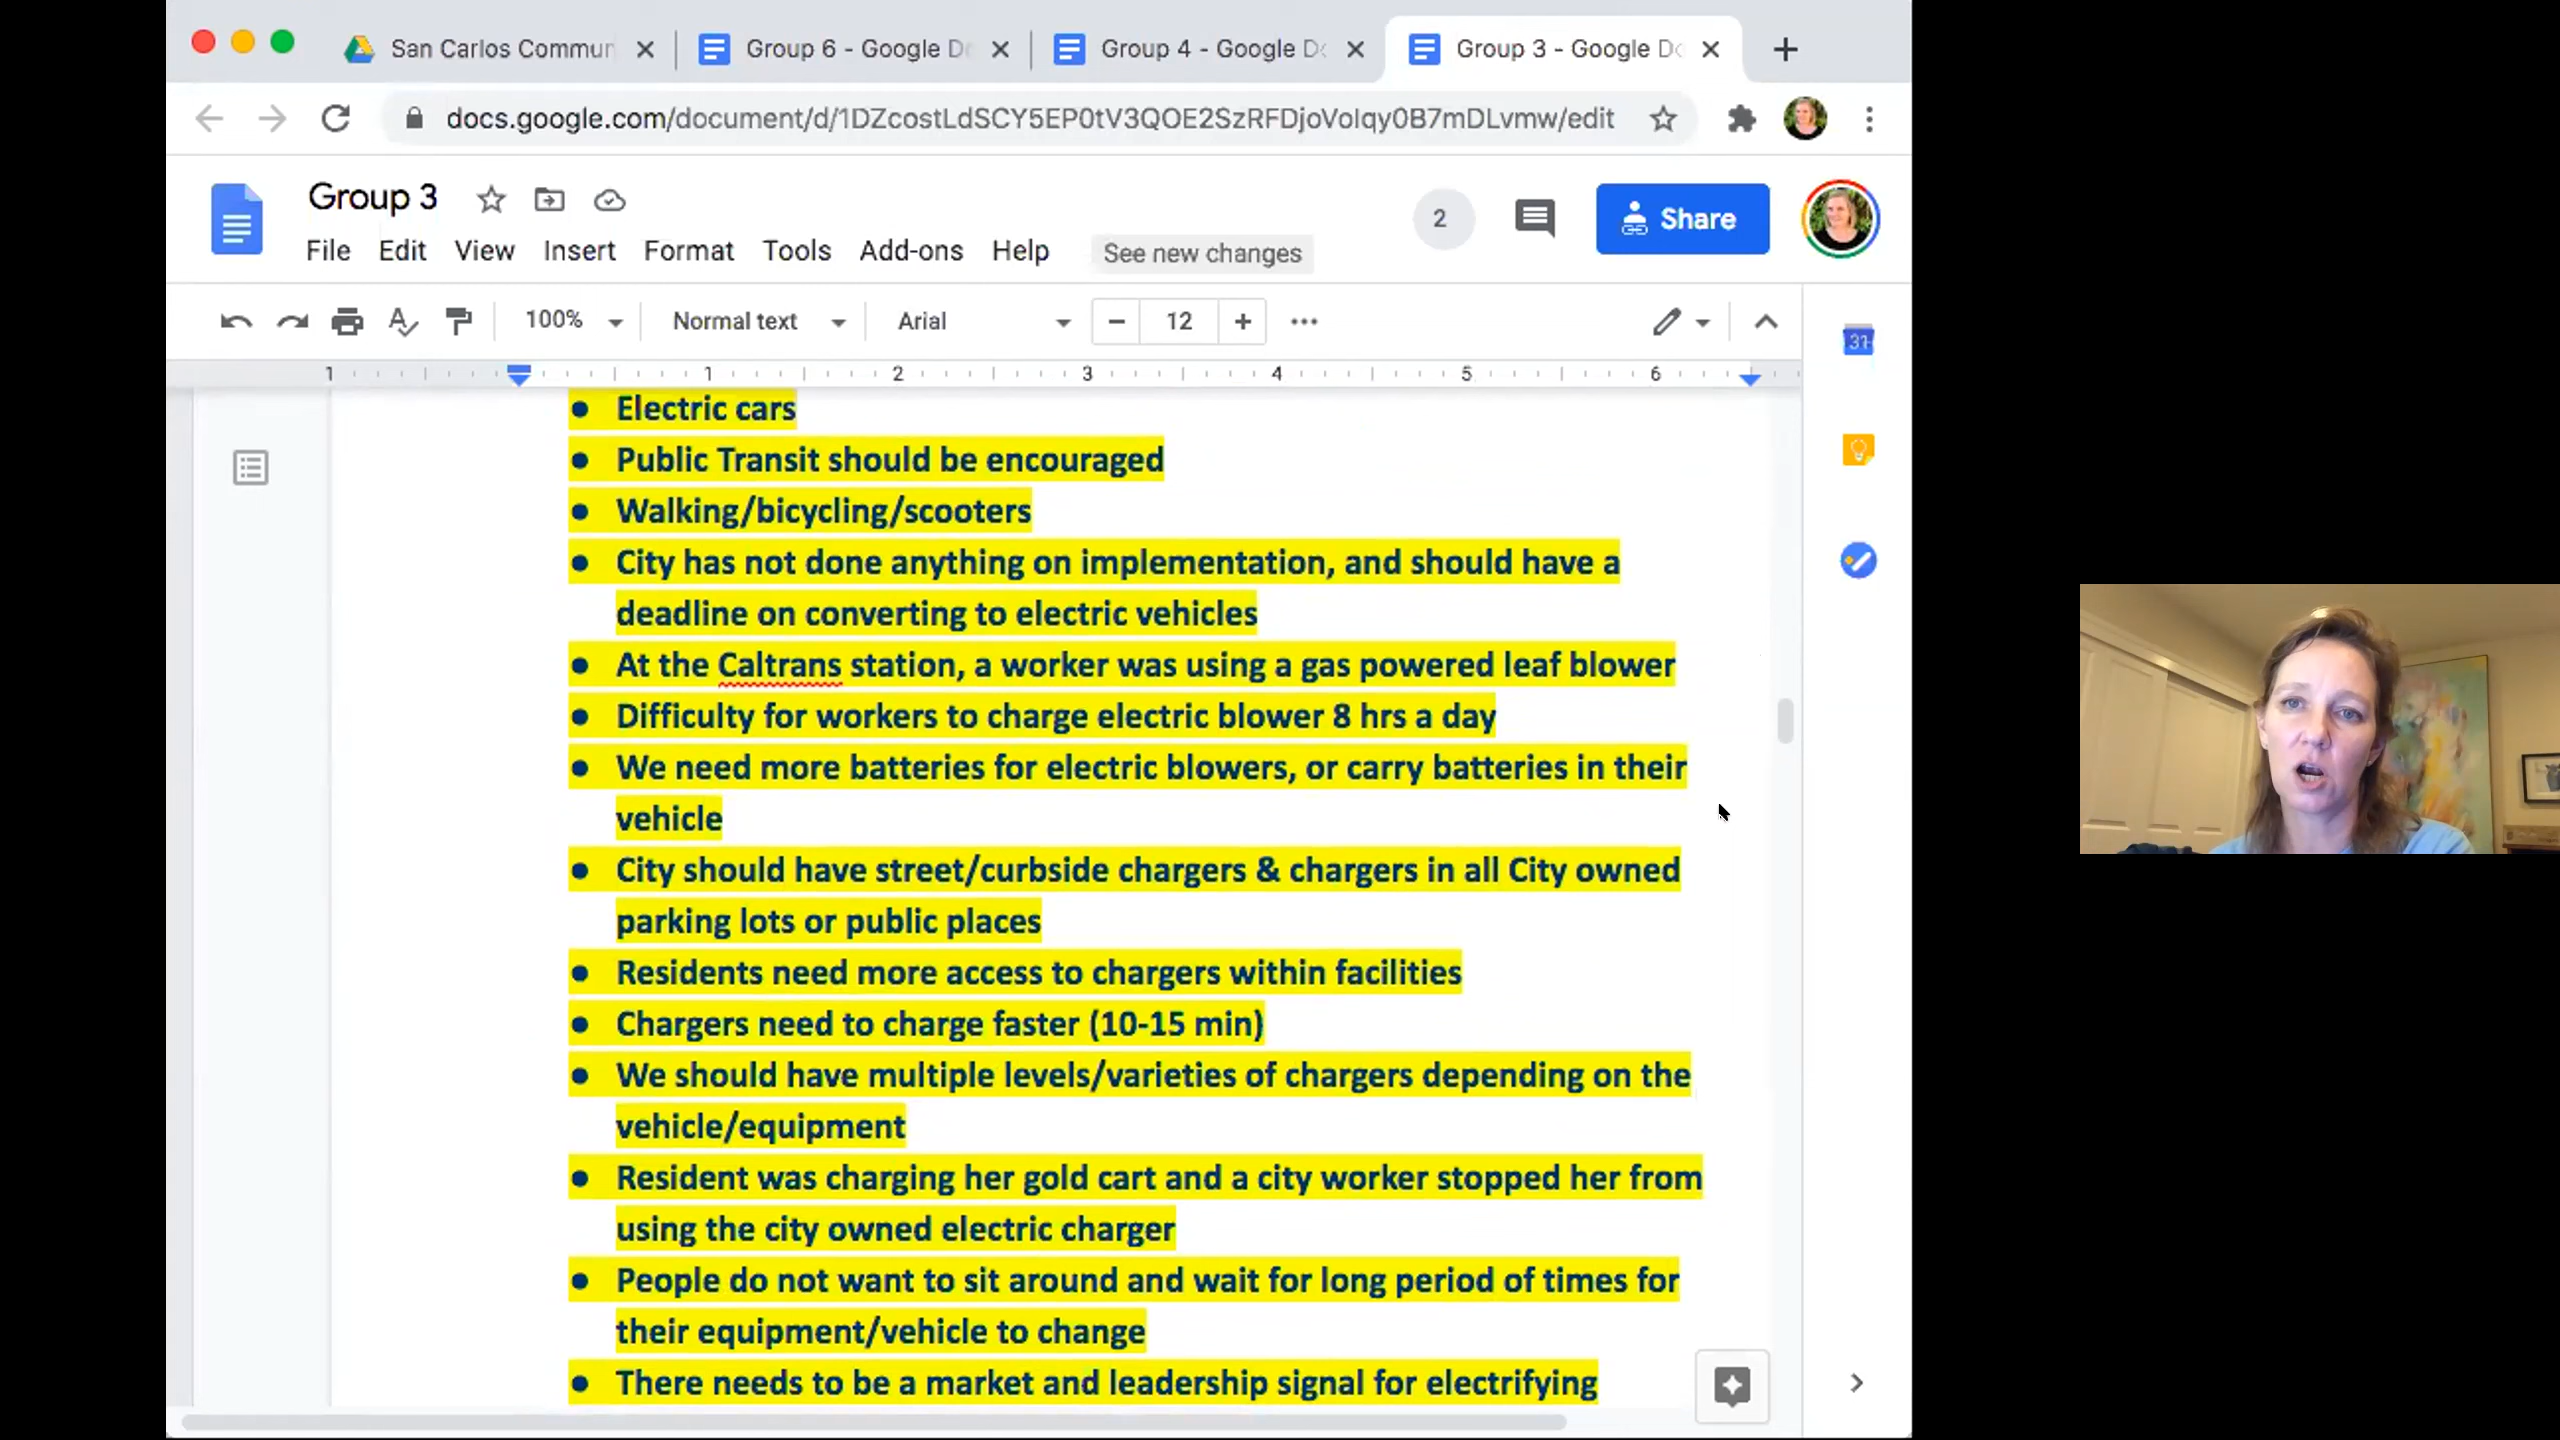 San Carlos Commun
Group 6 - Google Do
Group 4 - Google Do
Group 3 - Google Do
docs.google.com/document/d/1DZcostLdSCY5EP0tV3QOE2SzRFDjoVolqy0B7mDLvmw/edit
Group 3
2
Share
File Edit View Insert Format Tools Add-ons Help See new changes
100% Normal text Arial 12
1 1 2 3 4 5 6
31
● Electric cars
● Public Transit should be encouraged
● Walking/bicycling/scooters
● City has not done anything on implementation, and should have a
deadline on converting to electric vehicles
● At the Caltrans station, a worker was using a gas powered leaf blower
● Difficulty for workers to charge electric blower 8 hrs a day
● We need more batteries for electric blowers, or carry batteries in their
vehicle
● City should have street/curbside chargers & chargers in all City owned
parking lots or public places
● Residents need more access to chargers within facilities
● Chargers need to charge faster (10-15 min)
● We should have multiple levels/varieties of chargers depending on the
vehicle/equipment
● Resident was charging her gold cart and a city worker stopped her from
using the city owned electric charger
● People do not want to sit around and wait for long period of times for
their equipment/vehicle to change
● There needs to be a market and leadership signal for electrifying